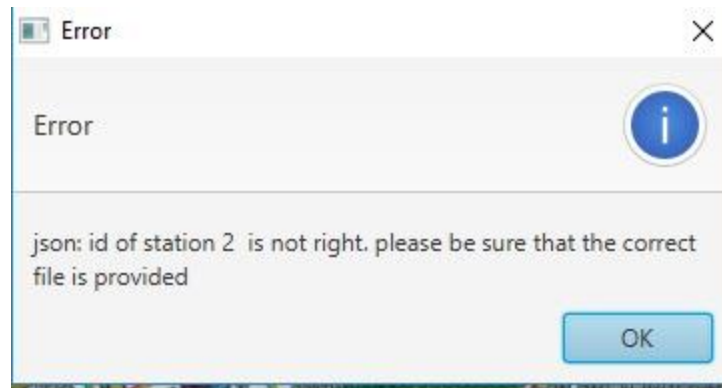 Error
Error
json: id of station 2  is not right. please be sure that the correct
file is provided
OK